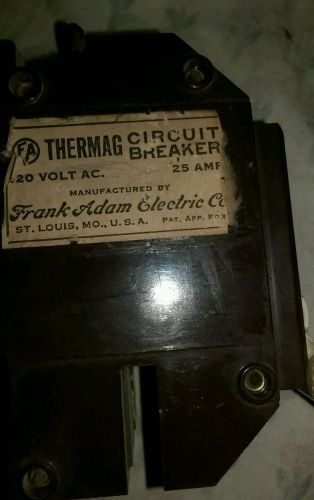 FA THERMAG CIRCUIT BREAKER
.20 VOLT AC. 25 AMP
MANUFACTURED BY
Frank Adam Electric Co
ST. LOUIS, MO., U.S.A. PAT. APP. FOR